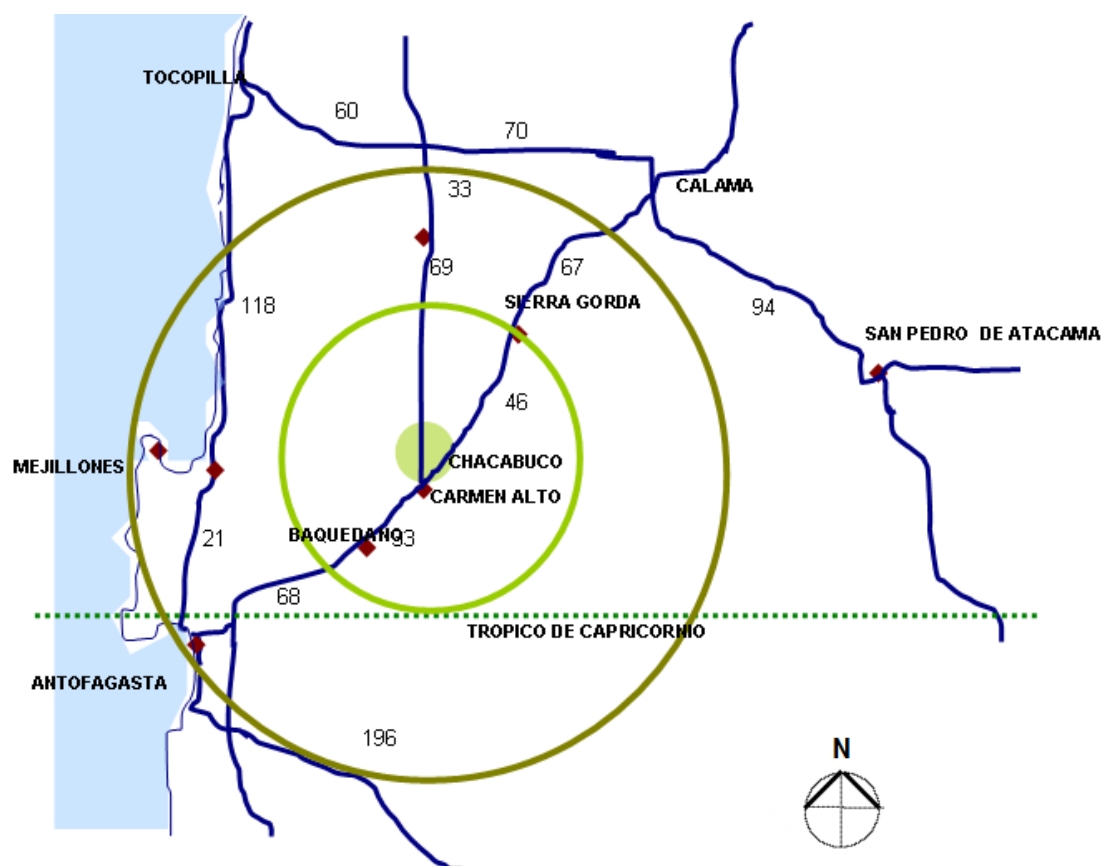 TOCOPILLA
60
70
33
CALAMA
69
67
118
SIERRA GORDA
94
SAN PEDRO DE ATACAMA
46
MEJILLONES
CHACABUCO
CARMEN ALTO
21
BAQUEDANO
93
68
TROPICO DE CAPRICORNIO
ANTOFAGASTA
196
N